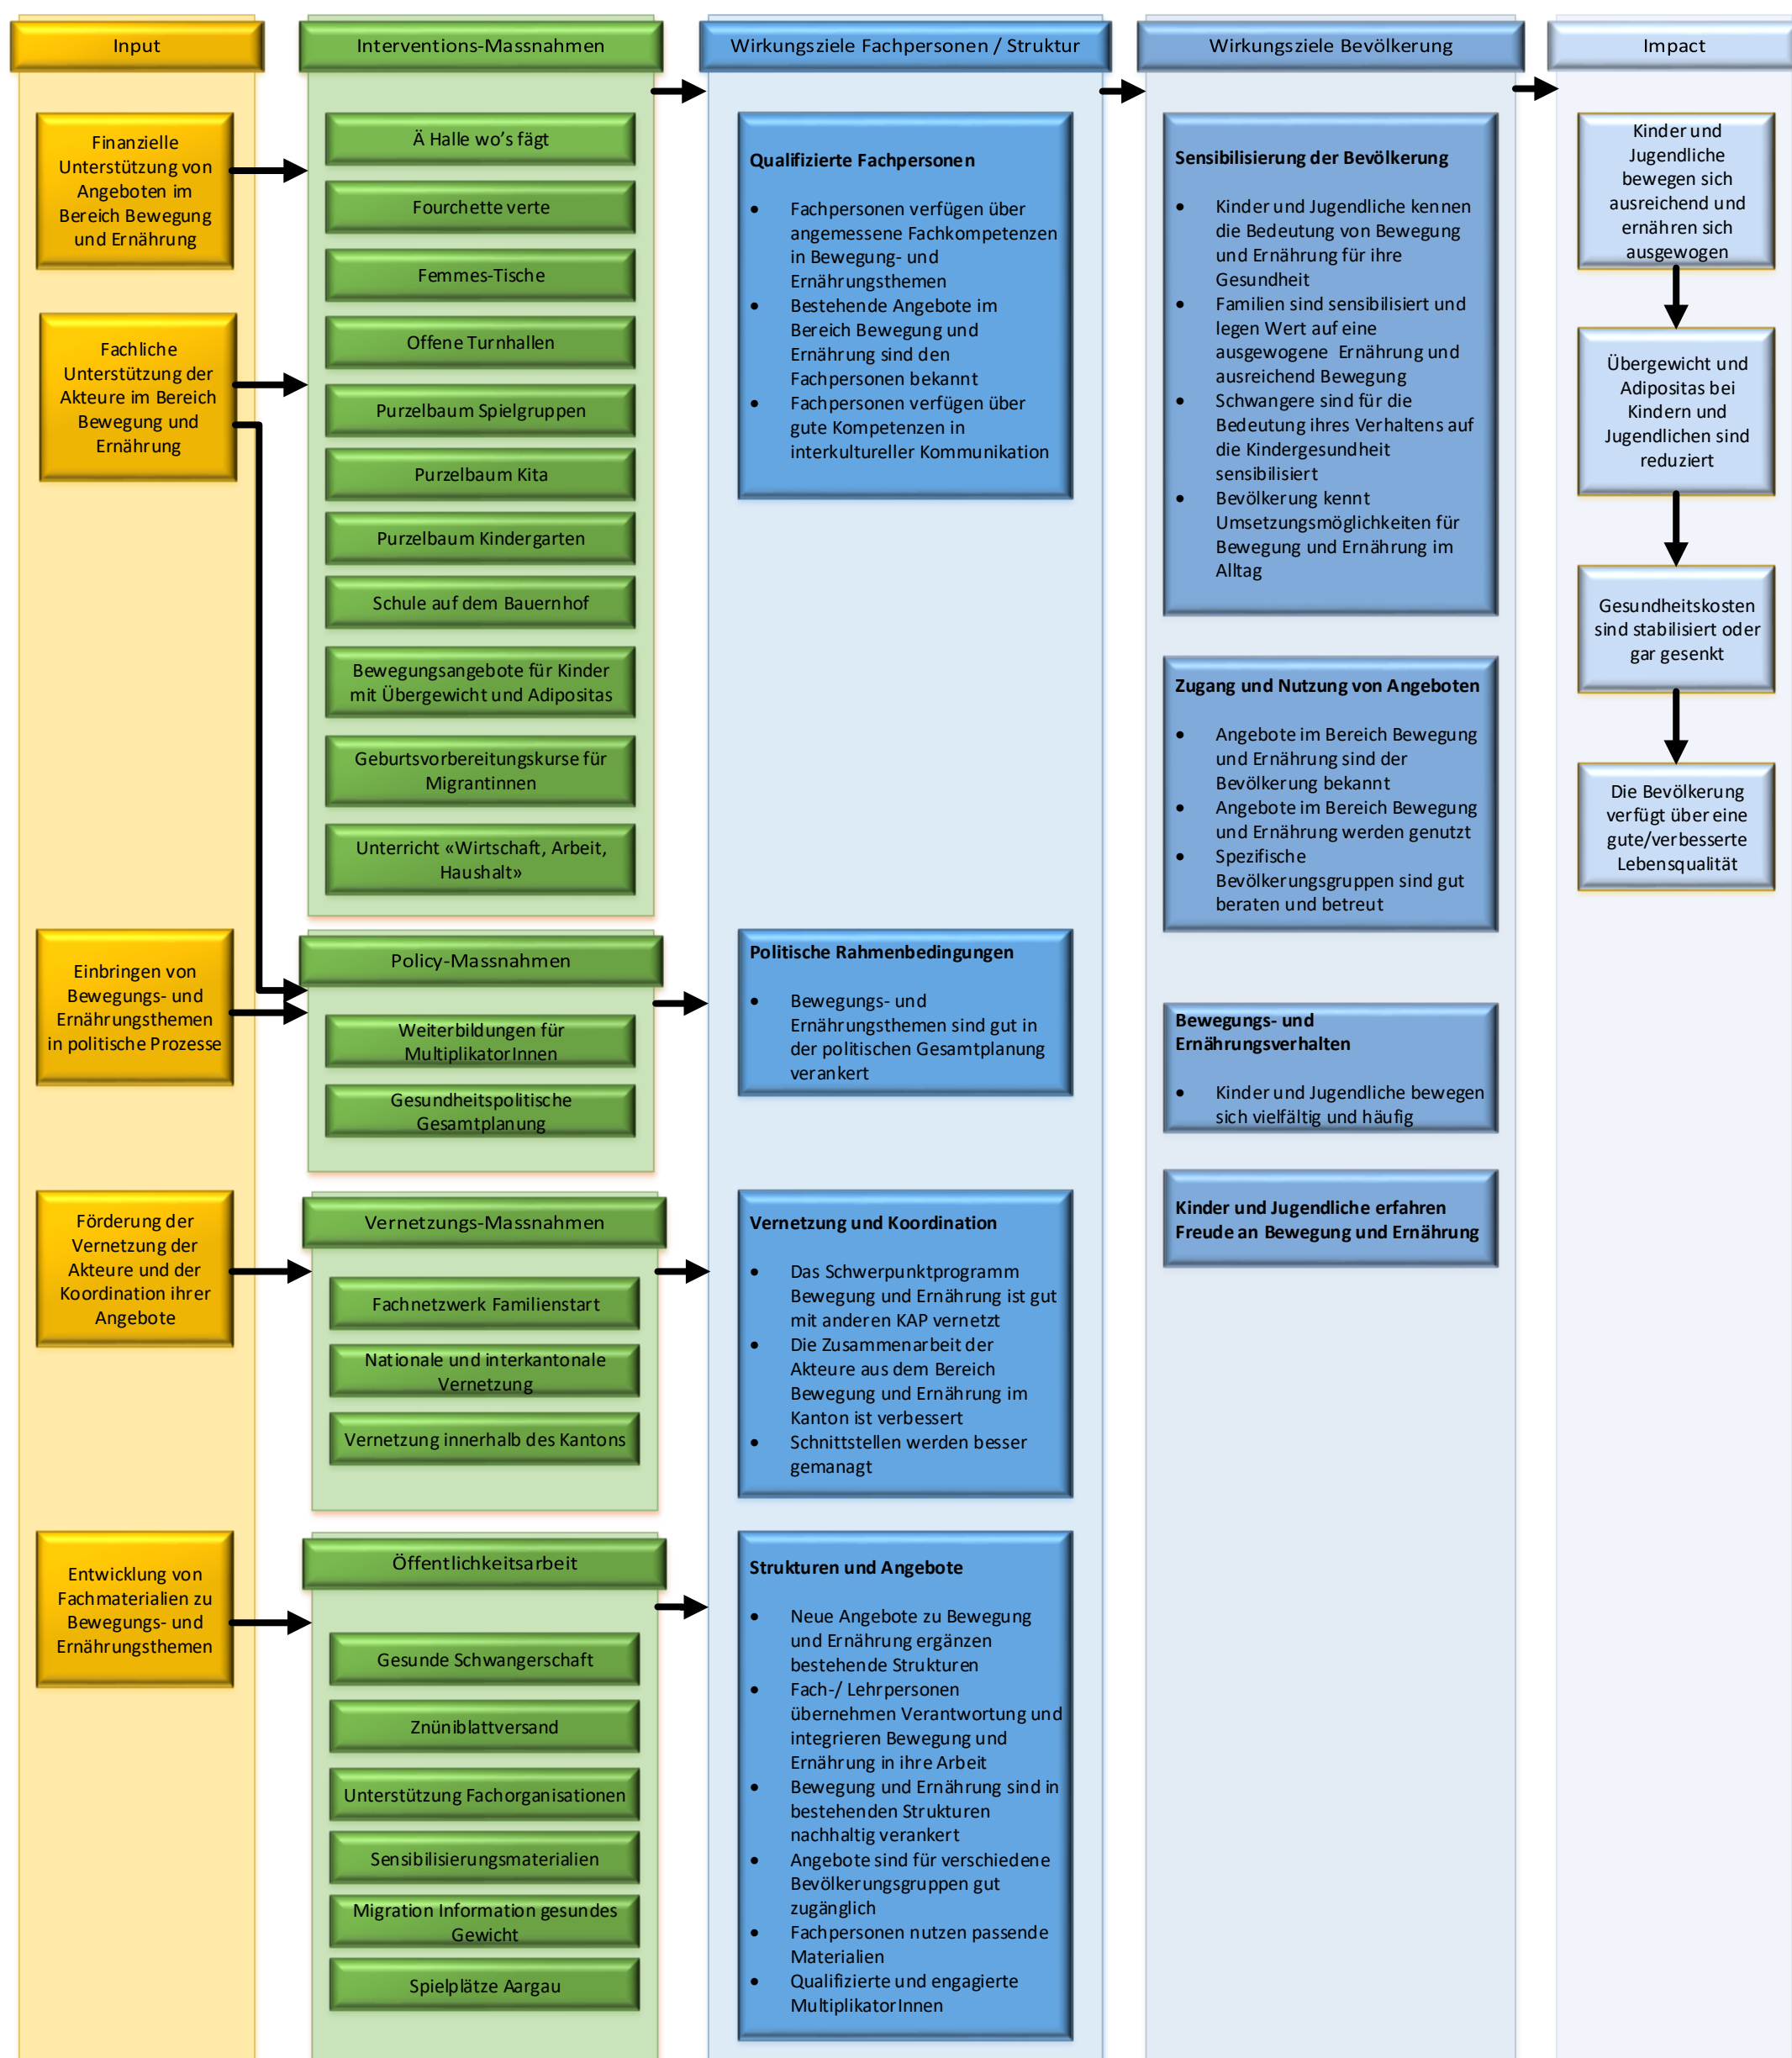 Input
Finanzielle
Unterstützung von
Angeboten im
Bereich Bewegung
und Ernährung
Fachliche
Unterstützung der
Akteure im Bereich
Bewegung und
Ernährung
Einbringen von
Bewegungs- und
Ernährungsthemen
in politische Prozesse
Förderung der
Vernetzung der
Akteure und der
Koordination ihrer
Angebote
Entwicklung von
Fachmaterialien zu
Bewegungs- und
Ernährungsthemen
Interventions-Massnahmen
Ä Halle wo's fägt
Fourchette verte
Femmes-Tische
Offene Turnhallen
Purzelbaum Spielgruppen
Purzelbaum Kita
Purzelbaum Kindergarten
Schule auf dem Bauernhof
Bewegungsangebote für Kinder
mit Übergewicht und Adipositas
Geburtsvorbereitungskurse für
Migrantinnen
Unterricht «Wirtschaft, Arbeit,
Haushalt»
Policy-Massnahmen
Weiterbildungen für
MultiplikatorInnen
Gesundheitspolitische
Gesamtplanung
Vernetzungs-Massnahmen
Fachnetzwerk Familienstart
Nationale und interkantonale
Vernetzung
Vernetzung innerhalb des Kantons
Öffentlichkeitsarbeit
Gesunde Schwangerschaft
Znüniblattversand
Unterstützung Fachorganisationen
Sensibilisierungsmaterialien
Migration Information gesundes
Gewicht
Spielplätze Aargau
Wirkungsziele Fachpersonen / Struktur
Qualifizierte Fachpersonen
• Fachpersonen verfügen über
angemessene Fachkompetenzen
in Bewegung- und
Ernährungsthemen
• Bestehende Angebote im
Bereich Bewegung und
Ernährung sind den
Fachpersonen bekannt
• Fachpersonen verfügen über
gute Kompetenzen in
interkultureller Kommunikation
Politische Rahmenbedingungen
• Bewegungs- und
Ernährungsthemen sind gut in
der politischen Gesamtplanung
verankert
Vernetzung und Koordination
• Das Schwerpunktprogramm
Bewegung und Ernährung ist gut
mit anderen KAP vernetzt
• Die Zusammenarbeit der
Akteure aus dem Bereich
Bewegung und Ernährung im
Kanton ist verbessert
• Schnittstellen werden besser
gemanagt
Strukturen und Angebote
• Neue Angebote zu Bewegung
und Ernährung ergänzen
bestehende Strukturen
• Fach-/ Lehrpersonen
übernehmen Verantwortung und
integrieren Bewegung und
Ernährung in ihre Arbeit
• Bewegung und Ernährung sind in
bestehenden Strukturen
nachhaltig verankert
• Angebote sind für verschiedene
Bevölkerungsgruppen gut
zugänglich
• Fachpersonen nutzen passende
Materialien
• Qualifizierte und engagierte
MultiplikatorInnen
Wirkungsziele Bevölkerung
Sensibilisierung der Bevölkerung
• Kinder und Jugendliche kennen
die Bedeutung von Bewegung
und Ernährung für ihre
Gesundheit
• Familien sind sensibilisiert und
legen Wert auf eine
ausgewogene Ernährung und
ausreichend Bewegung
• Schwangere sind für die
Bedeutung ihres Verhaltens auf
die Kindergesundheit
sensibilisiert
• Bevölkerung kennt
Umsetzungsmöglichkeiten für
Bewegung und Ernährung im
Alltag
Zugang und Nutzung von Angeboten
• Angebote im Bereich Bewegung
und Ernährung sind der
Bevölkerung bekannt
• Angebote im Bereich Bewegung
und Ernährung werden genutzt
• Spezifische
Bevölkerungsgruppen sind gut
beraten und betreut
Bewegungs- und
Ernährungsverhalten
• Kinder und Jugendliche bewegen
sich vielfältig und häufig
Kinder und Jugendliche erfahren
Freude an Bewegung und Ernährung
Impact
Kinder und
Jugendliche
bewegen sich
ausreichend und
ernähren sich
ausgewogen
Übergewicht und
Adipositas bei
Kindern und
Jugendlichen sind
reduziert
Gesundheitskosten
sind stabilisiert oder
gar gesenkt
Die Bevölkerung
verfügt über eine
gute/verbesserte
Lebensqualität